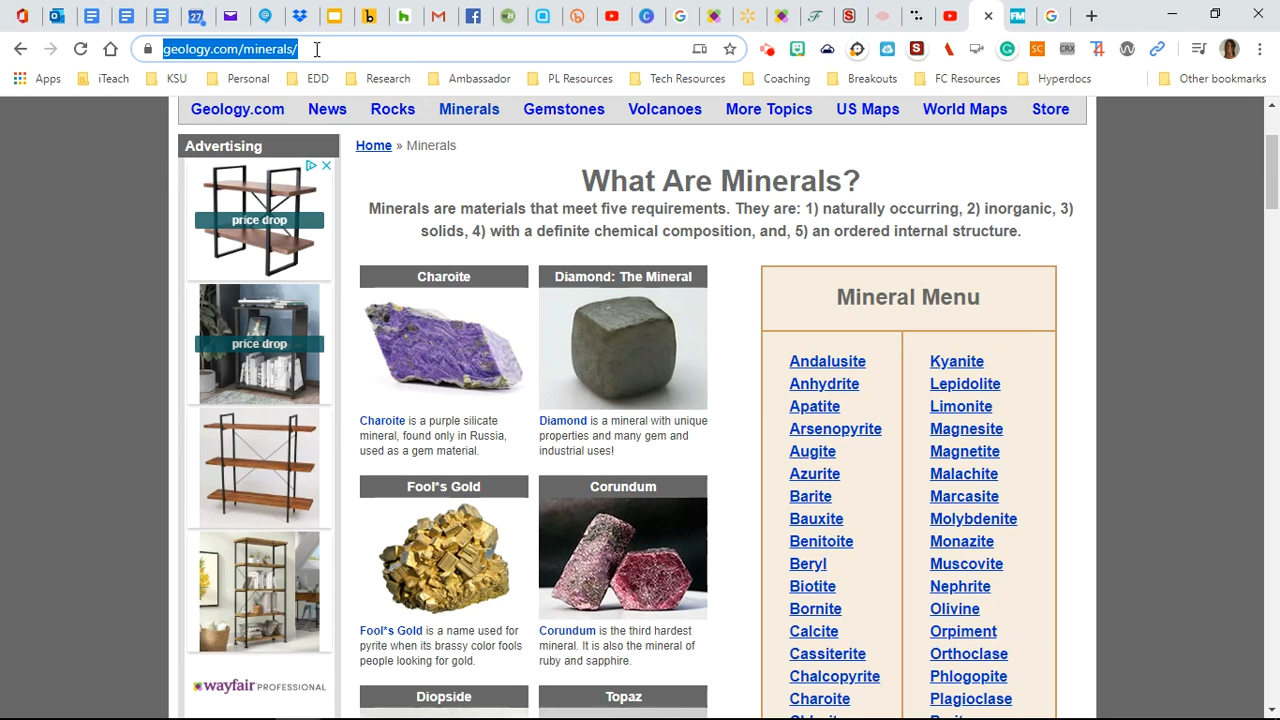 27
geology.com/minerals/
Apps
iTeach
KSU
Personal
EDD
Research
Ambassador
PL Resources
Tech Resources
Coaching
Breakouts
FC Resources
Hyperdocs
Other bookmarks
Geology.com News Rocks Minerals Gemstones Volcanoes More Topics US Maps World Maps Store
Advertising
price drop
price drop
wayfair PROFESSIONAL
Home » Minerals
What Are Minerals?
Minerals are materials that meet five requirements. They are: 1) naturally occurring, 2) inorganic, 3)
solids, 4) with a definite chemical composition, and, 5) an ordered internal structure.
Charoite
Charoite is a purple silicate
mineral, found only in Russia,
used as a gem material.
Diamond: The Mineral
Diamond is a mineral with unique
properties and many gem and
industrial uses!
Fool*s Gold
Fool*s Gold is a name used for
pyrite when its brassy color fools
people looking for gold.
Corundum
Corundum is the third hardest
mineral. It is also the mineral of
ruby and sapphire.
Diopside
Topaz
Mineral Menu
Andalusite
Anhydrite
Apatite
Arsenopyrite
Augite
Azurite
Barite
Bauxite
Benitoite
Beryl
Biotite
Bornite
Calcite
Cassiterite
Chalcopyrite
Charoite
Kyanite
Lepidolite
Limonite
Magnesite
Magnetite
Malachite
Marcasite
Molybdenite
Monazite
Muscovite
Nephrite
Olivine
Orpiment
Orthoclase
Phlogopite
Plagioclase